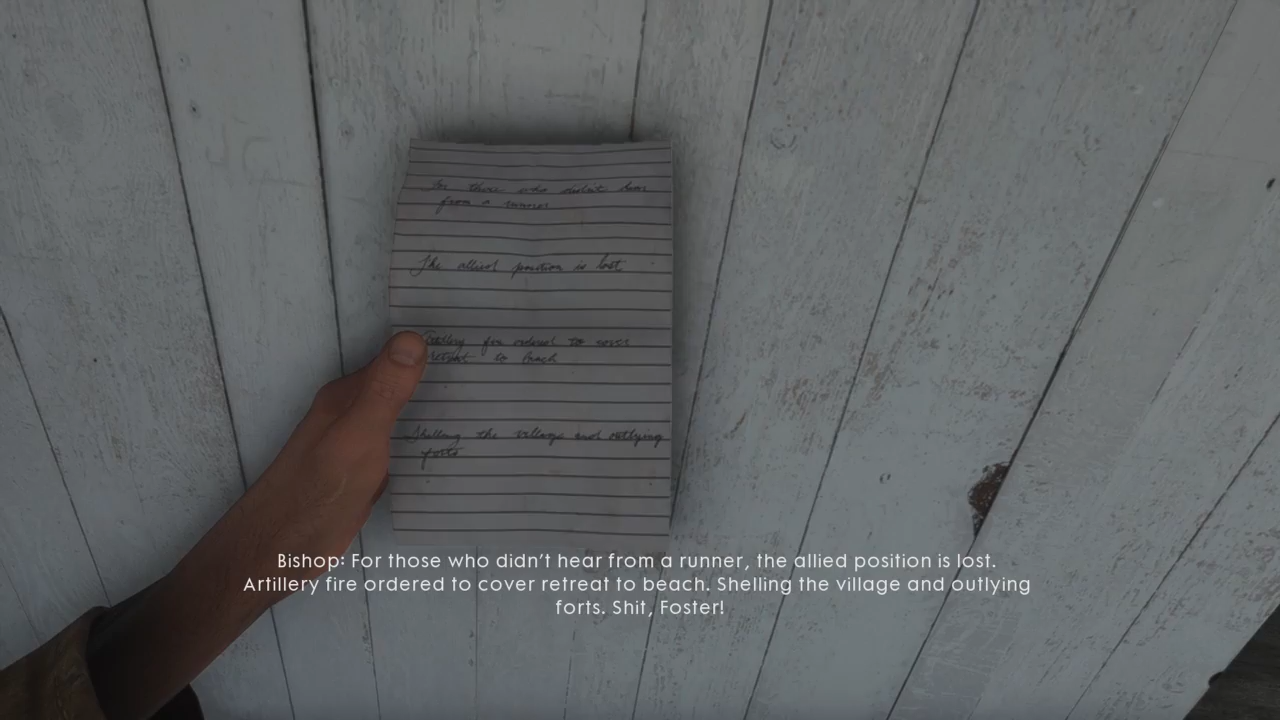 For those who didn't hear
from a runner
The allied position is lost
Artillery fire ordered to cover
retreat to beach
Shelling the village and outlying
forts
Bishop: For those who didn’t hear from a runner, the allied position is lost.
Artillery fire ordered to cover retreat to beach. Shelling the village and outlying
forts. Shit, Foster!